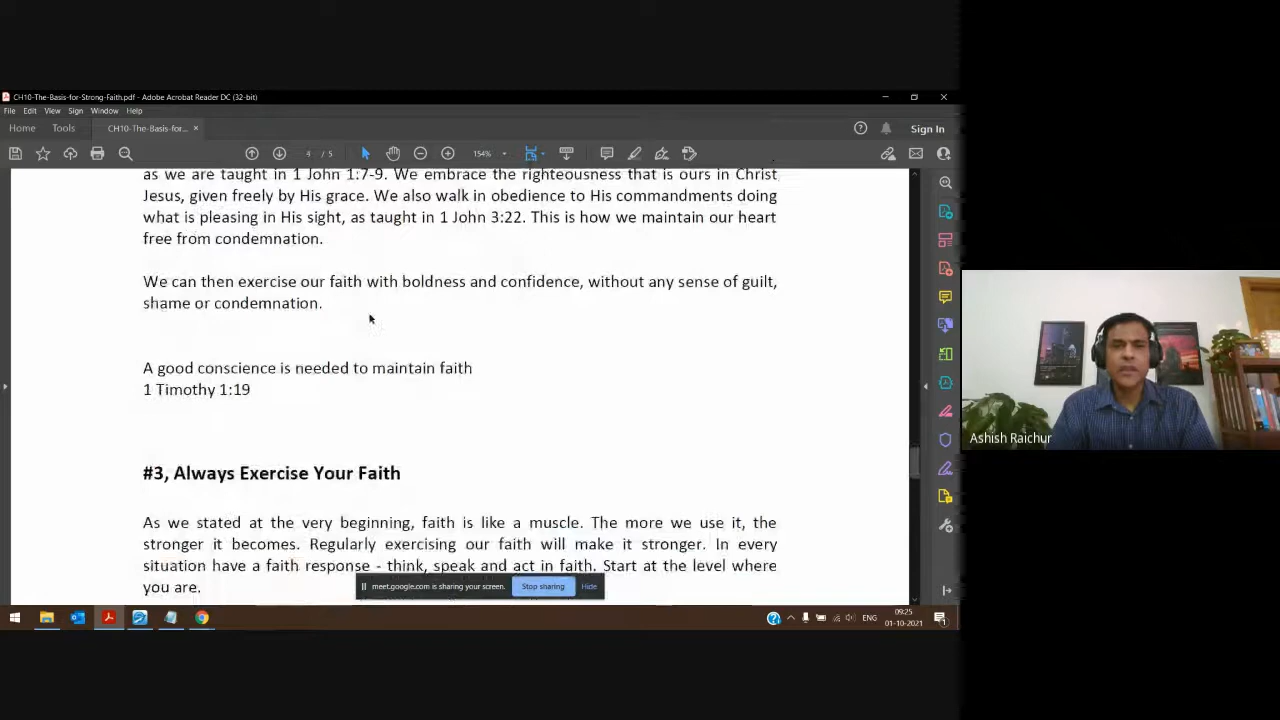 CH10-The-Basis-for-Strong-Faith.pdf - Adobe Acrobat Reader DC (32-bit)
File Edit View Sign Window Help
Home Tools CH10-The-Basis-for... × Sign In
4 / 5 154%
as we are taught in 1 John 1:7-9. We embrace the righteousness that is ours in Christ
Jesus, given freely by His grace. We also walk in obedience to His commandments doing
what is pleasing in His sight, as taught in 1 John 3:22. This is how we maintain our heart
free from condemnation.
We can then exercise our faith with boldness and confidence, without any sense of guilt,
shame or condemnation.
A good conscience is needed to maintain faith
1 Timothy 1:19
#3, Always Exercise Your Faith
As we stated at the very beginning, faith is like a muscle. The more we use it, the
stronger it becomes. Regularly exercising our faith will make it stronger. In every
situation have a faith response - think, speak and act in faith. Start at the level where
you are.
meet.google.com is sharing your screen. Stop sharing Hide
ENG
09:25
01-10-2021
Ashish Raichur